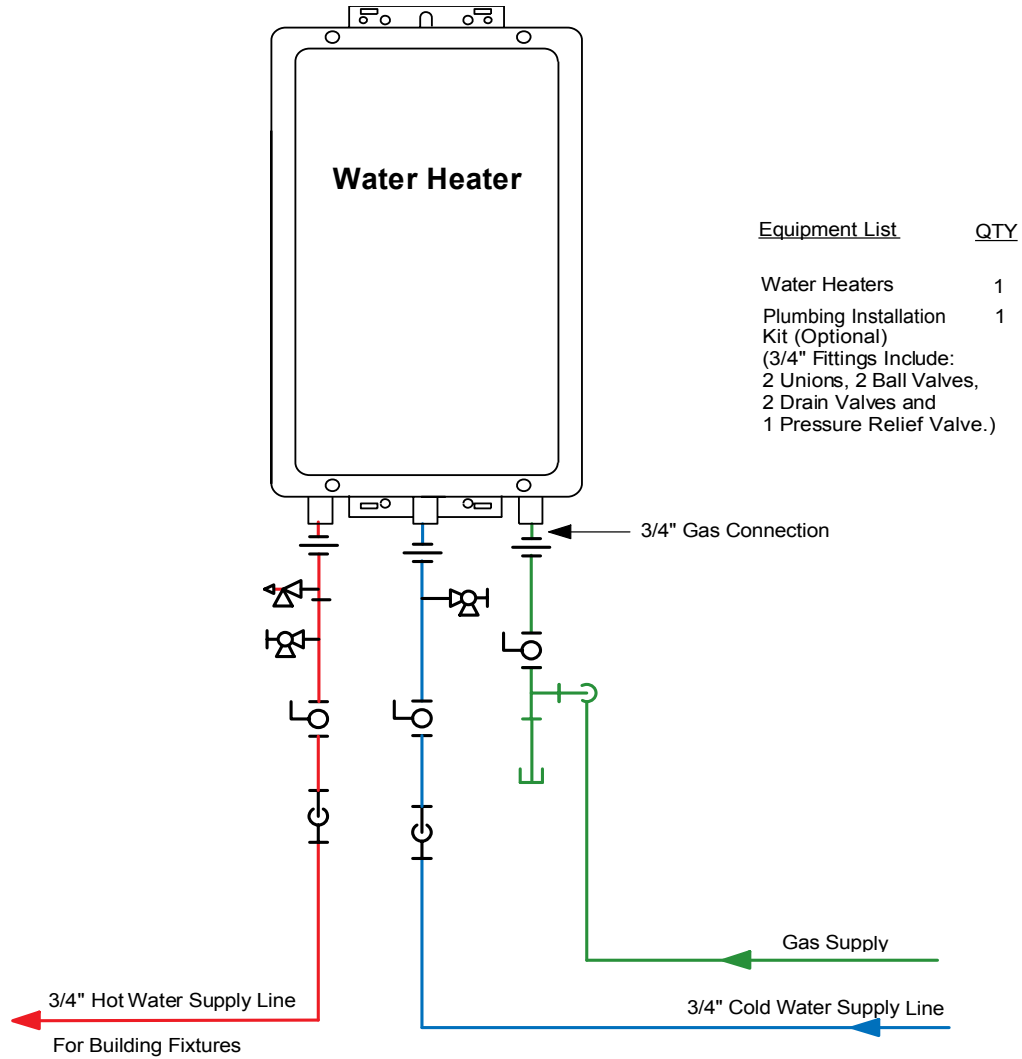 Water Heater
Equipment List QTY
Water Heaters 1
Plumbing Installation 1
Kit (Optional)
(3/4" Fittings Include:
2 Unions, 2 Ball Valves,
2 Drain Valves and
1 Pressure Relief Valve.)
3/4" Gas Connection
Gas Supply
3/4" Hot Water Supply Line
3/4" Cold Water Supply Line
For Building Fixtures